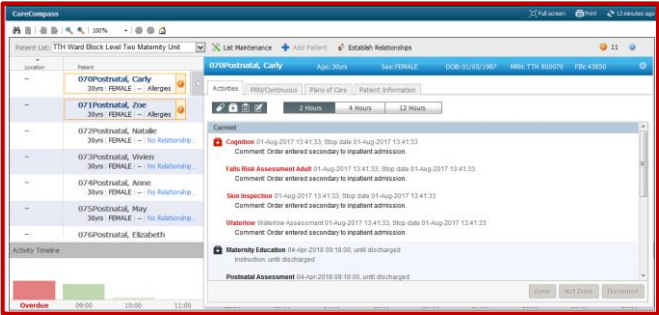 CareCompass
Full screen Print 13 minutes ago
100%
Patient List: TTH Ward Block Level Two Maternity Unit List Maintenance Add Patient Establish Relationships 11
Location Patient
070Postnatal, Carly
30yrs FEMALE -- Allergies
071Postnatal, Zoe
30yrs FEMALE -- Allergies
072Postnatal, Natalie
30yrs FEMALE -- No Relationship...
073Postnatal, Vivien
30yrs FEMALE -- No Relationship...
074Postnatal, Anne
30yrs FEMALE -- No Relationship...
075Postnatal, May
30yrs FEMALE -- No Relationship...
076Postnatal, Elizabeth
Activity Timeline
Overdue 09:00 10:00 11:00
070Postnatal, Carly Age:30yrs Sex:FEMALE DOB:01/05/1987 MRN:TTH 800070 FIN:43850
Activities PRN/Continuous Plans of Care Patient Information
2 Hours 4 Hours 12 Hours
Current
Cognition 01-Aug-2017 13:41:33, Stop date 01-Aug-2017 13:41:33
Comment: Order entered secondary to inpatient admission.
Falls Risk Assessment Adult 01-Aug-2017 13:41:33, Stop date 01-Aug-2017 13:41:33
Comment: Order entered secondary to inpatient admission.
Skin Inspection 01-Aug-2017 13:41:33, Stop date 01-Aug-2017 13:41:33
Comment: Order entered secondary to inpatient admission.
Waterlow Waterlow Assessment 01-Aug-2017 13:41:33, Stop date 01-Aug-2017 13:41:33
Comment: Order entered secondary to inpatient admission.
Maternity Education 04-Apr-2018 09:18:00, until discharged
Instruction: until discharged
Postnatal Assessment 04-Apr-2018 09:18:00, until discharged
Done Not Done Document